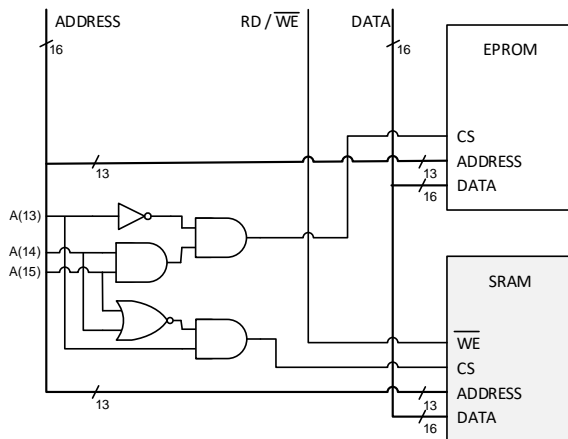 ADDRESS
RD / WE
DATA
16
16
EPROM
CS
ADDRESS
13
13
DATA
16
A(13)
A(14)
A(15)
SRAM
WE
CS
ADDRESS
13
13
DATA
16